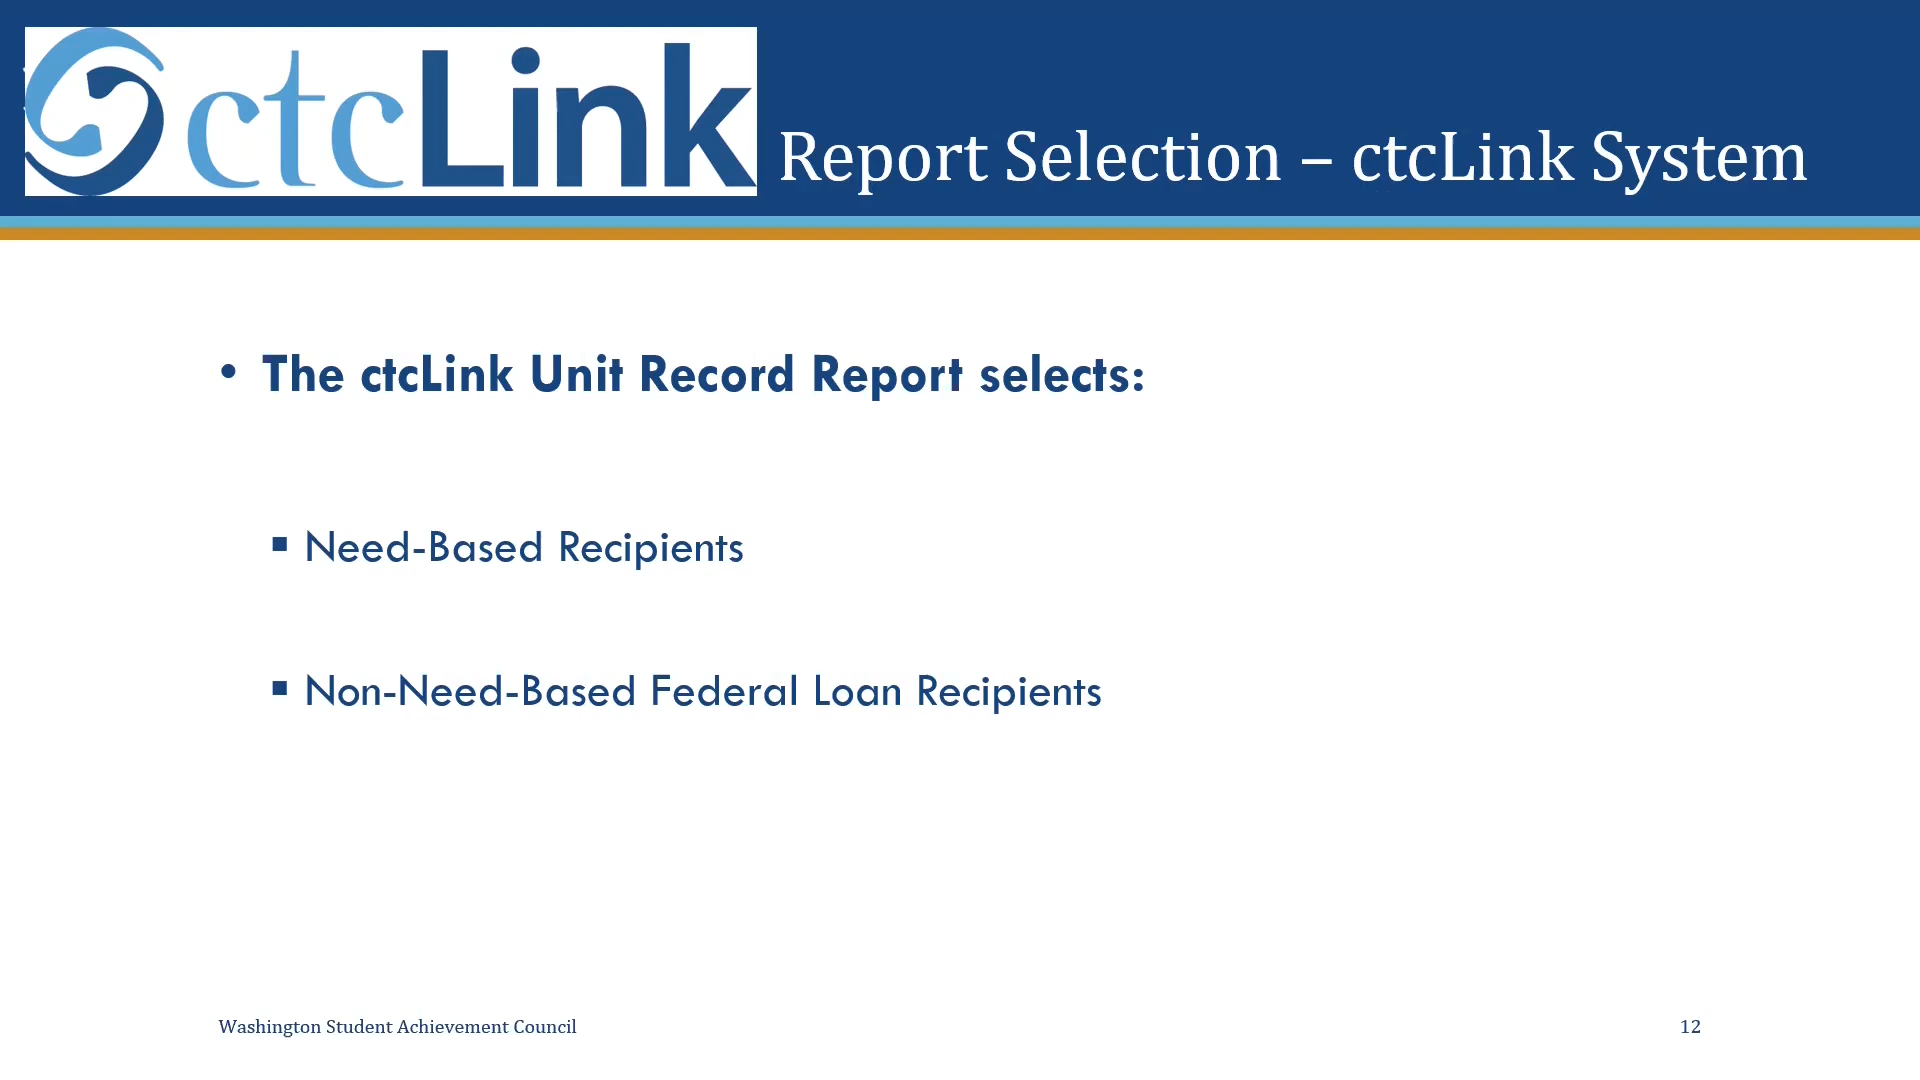 ctcLink
Report Selection – ctcLink System
• The ctcLink Unit Record Report selects:
▪ Need-Based Recipients
▪ Non-Need-Based Federal Loan Recipients
Washington Student Achievement Council
12